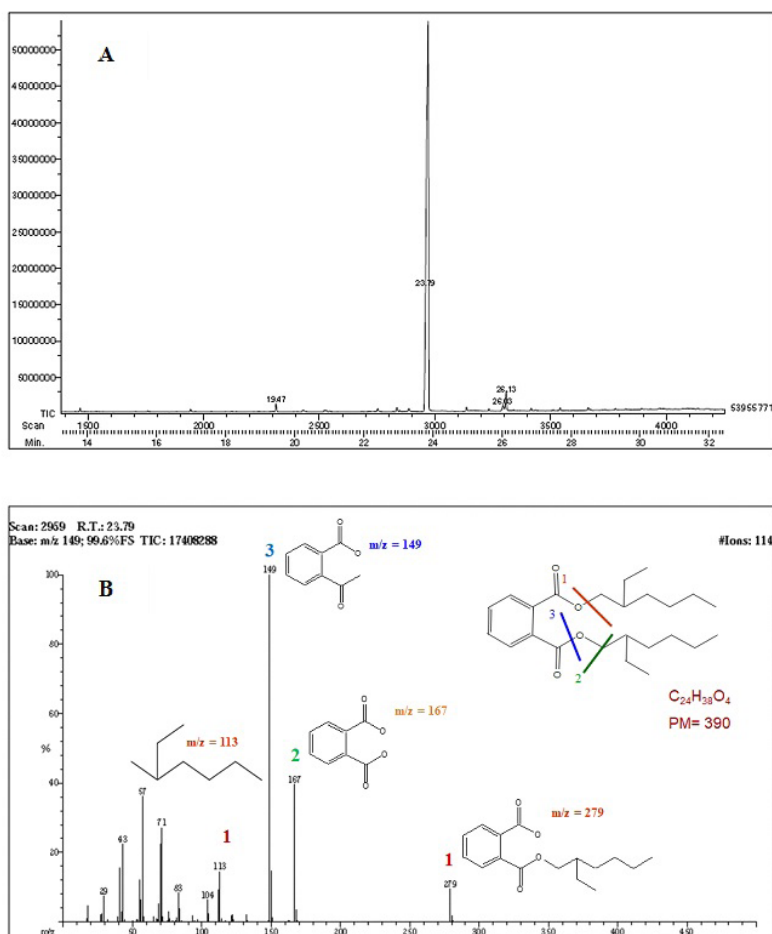 A
50000000
45000000
40000000
35000000
30000000
25000000
20000000
15000000
10000000
5000000
23.79
19.47
26.13
26.03
TIC
53955771
Scan 1500 2000 2500 3000 3500 4000
Min. 14 16 18 20 22 24 26 28 30 32
Scan: 2959 R.T.: 23.79
Base: m/z 149; 99.6%FS TIC: 17408288
#Ions: 114
B
3
m/z = 149
149
O
O
O
1
O
O
3
O
O
2
C24H38O4
PM= 390
100
80
60
%
40
20
m/z = 113
m/z = 167
2
167
O
O
O
O
m/z = 279
1
279
O
O
O
O
1
29
43
57
71
83
104
113
m/z 50 100 150 200 250 300 350 400 450